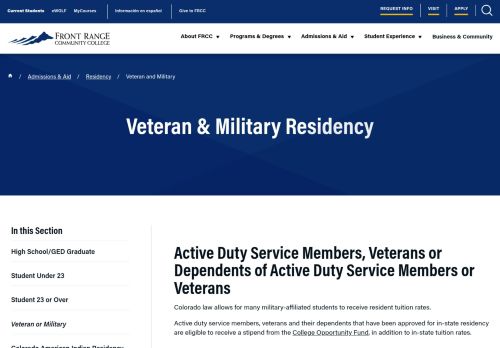 Current Students eWOLF MyCourses Información en español Give to FRCC REQUEST INFO VISIT APPLY
FRONT RANGE
COMMUNITY COLLEGE
About FRCC Programs & Degrees Admissions & Aid Student Experience Business & Community
/ Admissions & Aid / Residency / Veteran and Military
Veteran & Military Residency
In this Section
High School/GED Graduate
Student Under 23
Student 23 or Over
Veteran or Military
Colorado American Indian Residency
Active Duty Service Members, Veterans or
Dependents of Active Duty Service Members or
Veterans
Colorado law allows for many military-affiliated students to receive resident tuition rates.
Active duty service members, veterans and their dependents that have been approved for in-state residency
are eligible to receive a stipend from the College Opportunity Fund, in addition to in-state tuition rates.